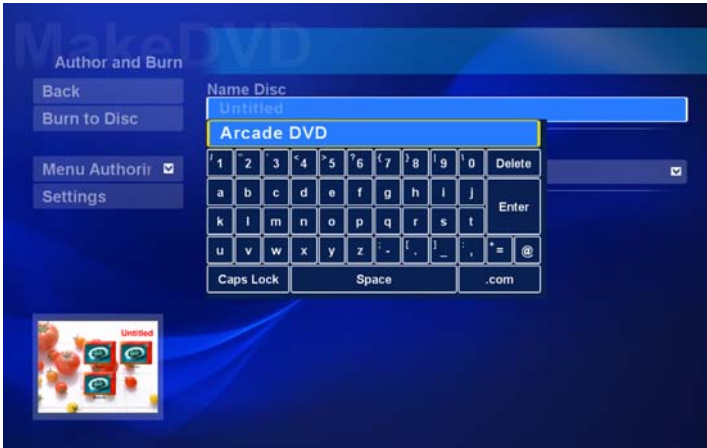 MakeDVD
Author and Burn
Back
Burn to Disc
Menu Authorin
Settings
Name Disc
Untitled
Arcade DVD
/ 1 " 2 ' 3 < 4 > 5 ? 6 { 7 } 8 | 9 \ 0 Delete
a b c d e f g h i j
Enter
k l m n o p q r s t
u v w x y z ; - [ . ] _ : , * = @
Caps Lock Space .com
Untitled